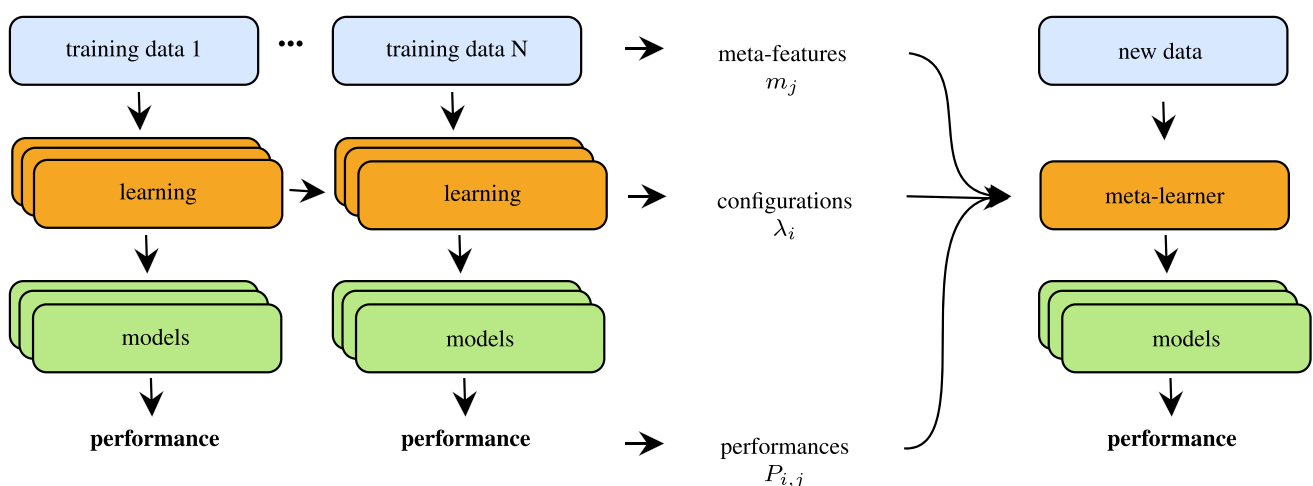 training data 1
...
training data N
meta-features
m_j
new data
learning
learning
configurations
λ_i
meta-learner
models
models
models
performance
performance
performances
P_{i,j}
performance